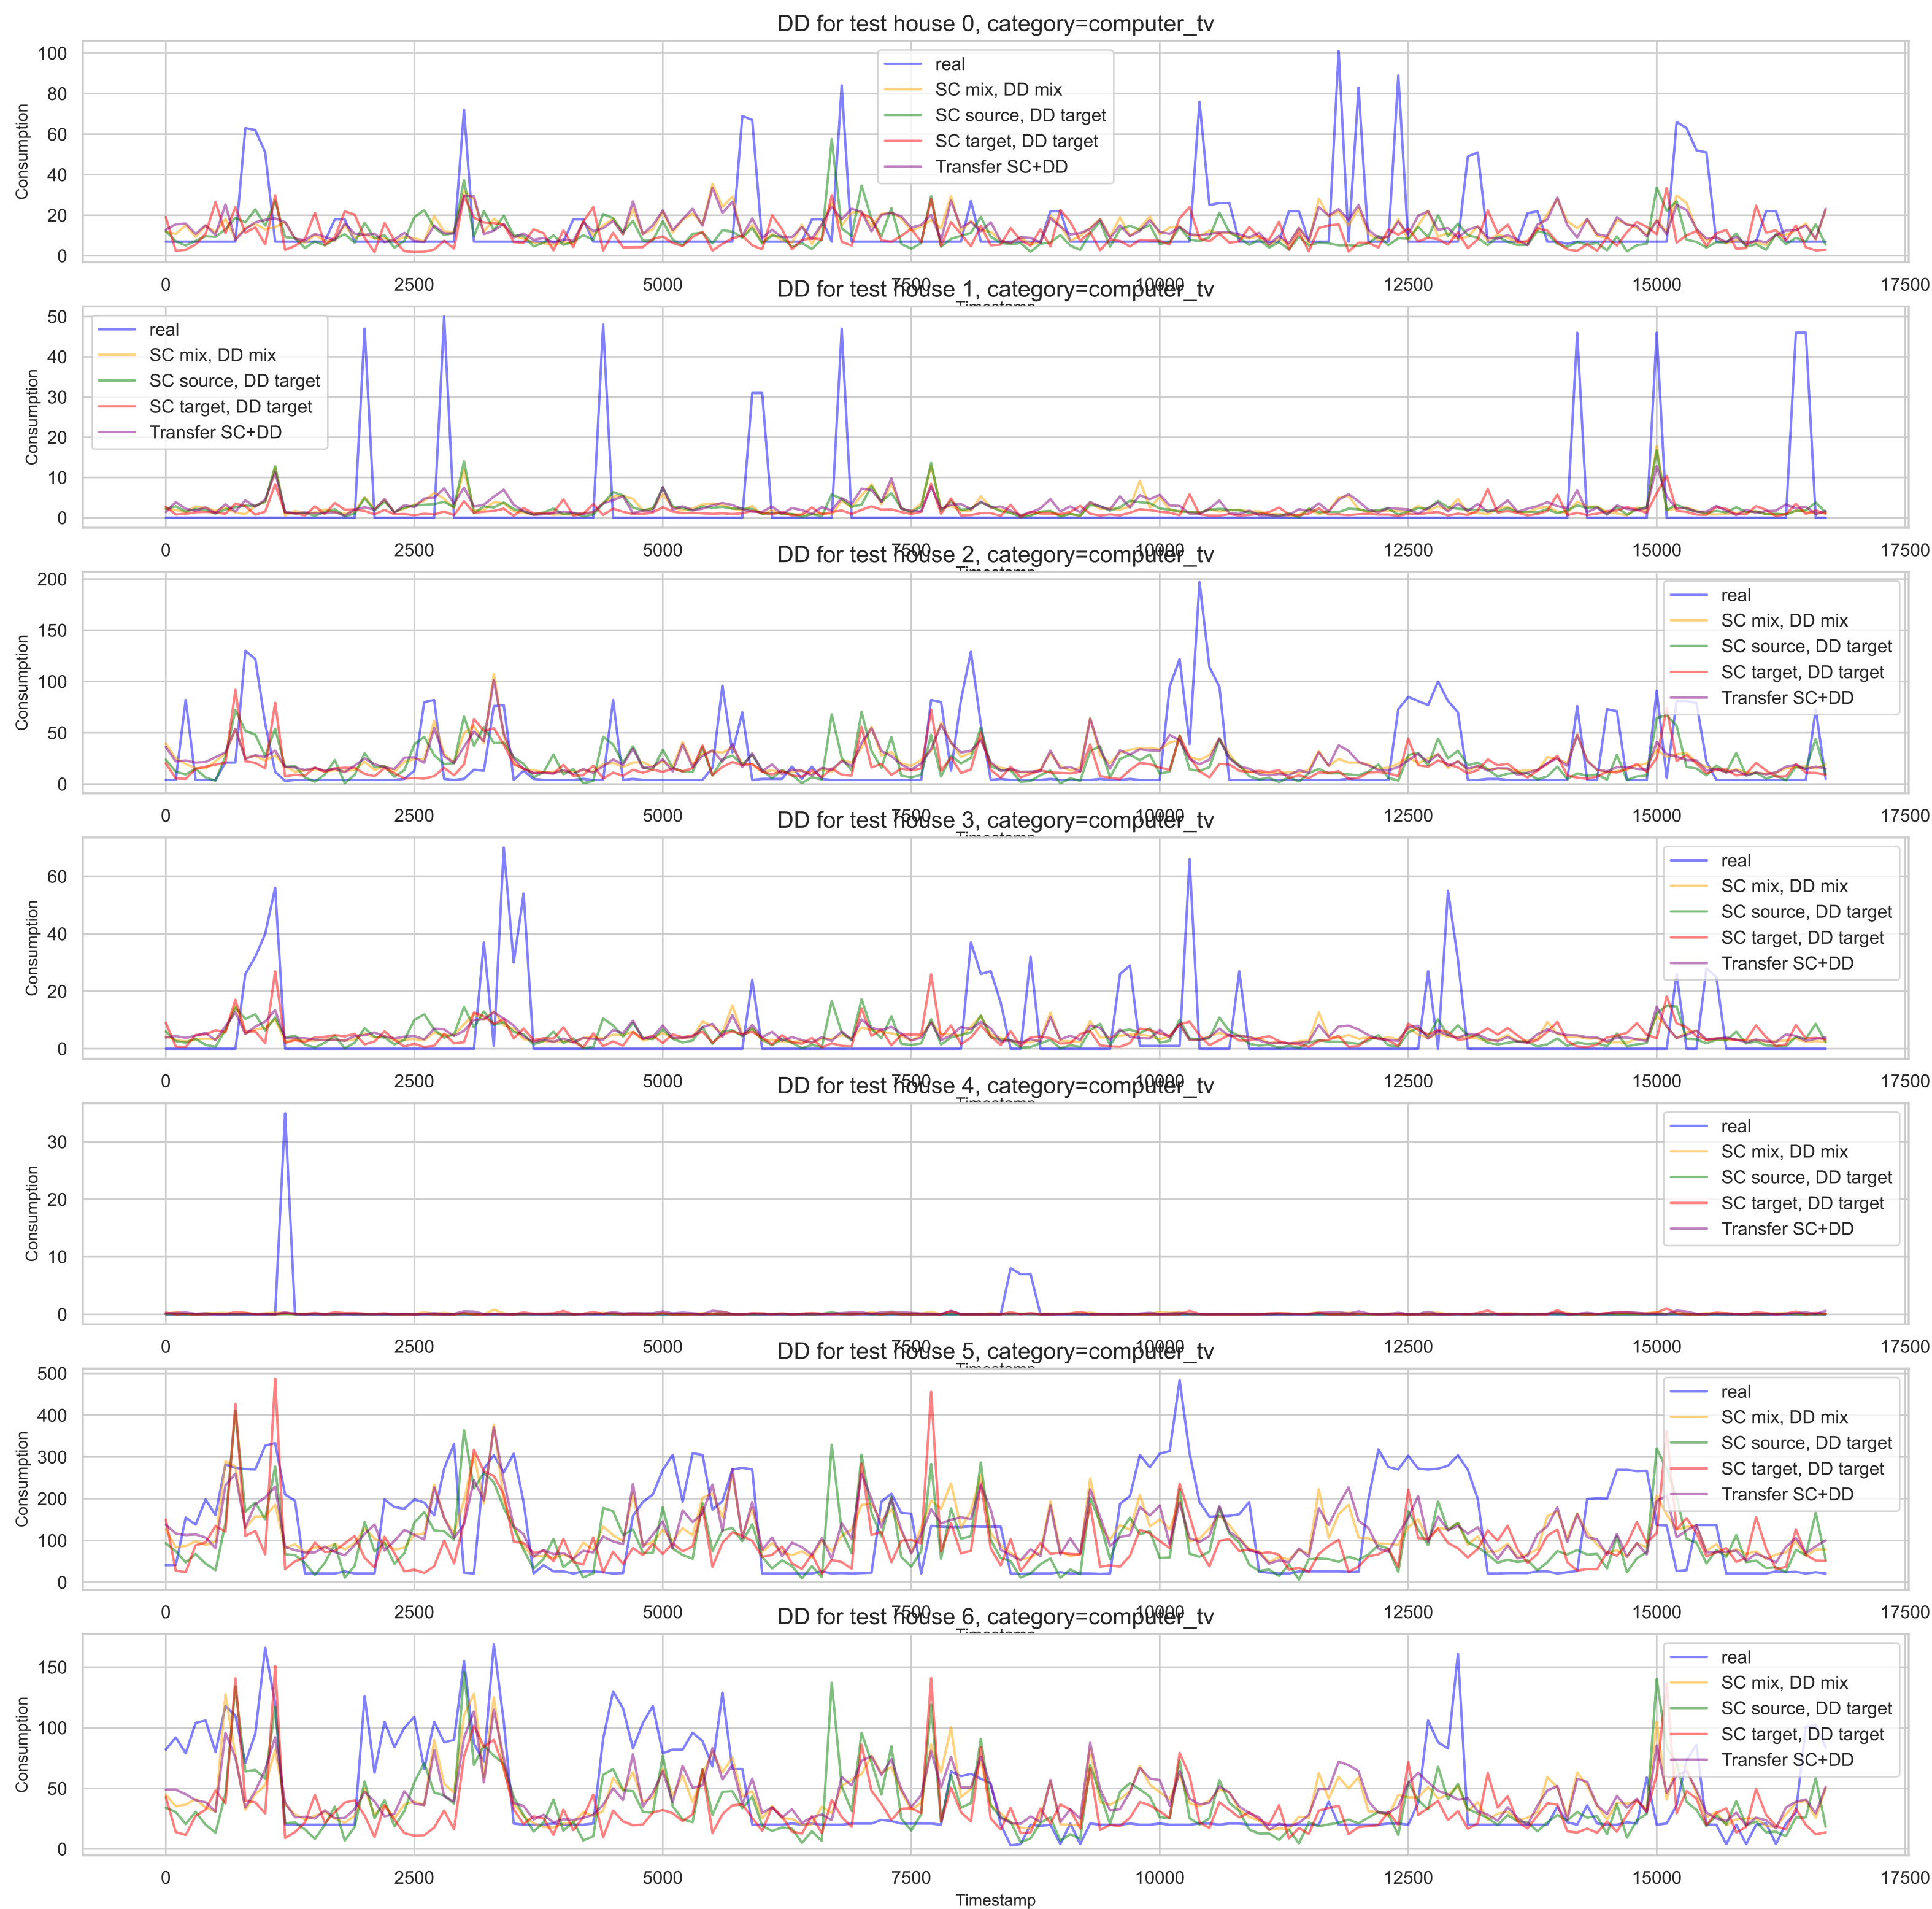 DD for test house 0, category=computer_tv
100
80
60
40
20
0
Consumption
real
SC mix, DD mix
SC source, DD target
SC target, DD target
Transfer SC+DD
0 2500 5000 7500 10000 12500 15000 17500
Timestamp
DD for test house 1, category=computer_tv
50
40
30
20
10
0
Consumption
real
SC mix, DD mix
SC source, DD target
SC target, DD target
Transfer SC+DD
0 2500 5000 7500 10000 12500 15000 17500
Timestamp
DD for test house 2, category=computer_tv
200
150
100
50
0
Consumption
real
SC mix, DD mix
SC source, DD target
SC target, DD target
Transfer SC+DD
0 2500 5000 7500 10000 12500 15000 17500
Timestamp
DD for test house 3, category=computer_tv
60
40
20
0
Consumption
real
SC mix, DD mix
SC source, DD target
SC target, DD target
Transfer SC+DD
0 2500 5000 7500 10000 12500 15000 17500
Timestamp
DD for test house 4, category=computer_tv
30
20
10
0
Consumption
real
SC mix, DD mix
SC source, DD target
SC target, DD target
Transfer SC+DD
0 2500 5000 7500 10000 12500 15000 17500
Timestamp
DD for test house 5, category=computer_tv
500
400
300
200
100
0
Consumption
real
SC mix, DD mix
SC source, DD target
SC target, DD target
Transfer SC+DD
0 2500 5000 7500 10000 12500 15000 17500
Timestamp
DD for test house 6, category=computer_tv
150
100
50
0
Consumption
real
SC mix, DD mix
SC source, DD target
SC target, DD target
Transfer SC+DD
0 2500 5000 7500 10000 12500 15000 17500
Timestamp